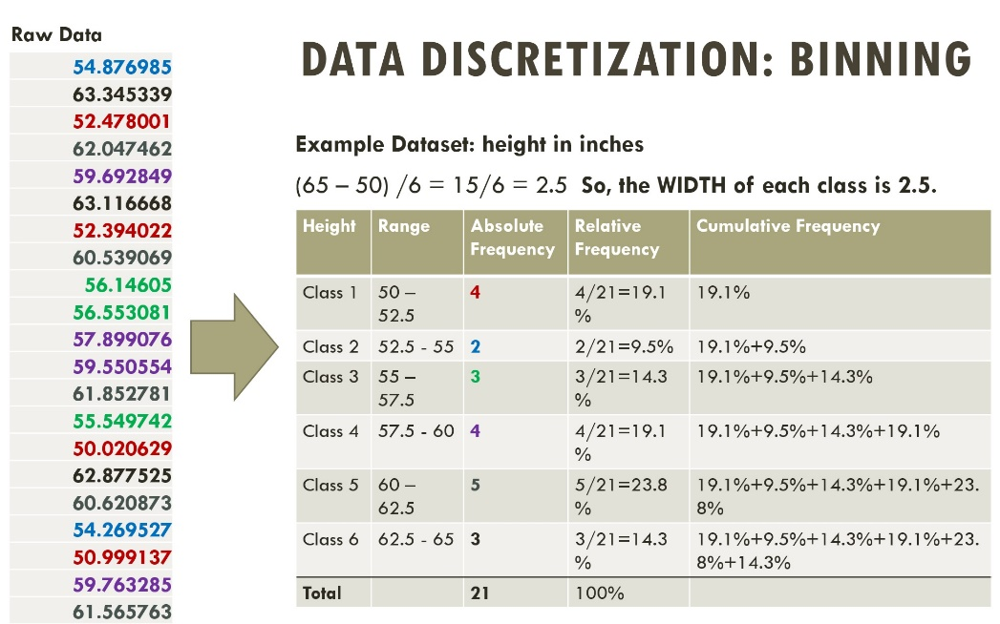 Raw Data
54.876985
63.345339
52.478001
62.047462
59.692849
63.116668
52.394022
60.539069
56.14605
56.553081
57.899076
59.550554
61.852781
55.549742
50.020629
62.877525
60.620873
54.269527
50.999137
59.763285
61.565763
DATA DISCRETIZATION: BINNING
Example Dataset: height in inches
(65 – 50) /6 = 15/6 = 2.5 So, the WIDTH of each class is 2.5.
Height Range Absolute Relative Cumulative Frequency
Frequency Frequency
Class 1 50 – 4 4/21=19.1 19.1%
52.5 %
Class 2 52.5 - 55 2 2/21=9.5% 19.1%+9.5%
Class 3 55 – 3 3/21=14.3 19.1%+9.5%+14.3%
57.5 %
Class 4 57.5 - 60 4 4/21=19.1 19.1%+9.5%+14.3%+19.1%
%
Class 5 60 – 5 5/21=23.8 19.1%+9.5%+14.3%+19.1%+23.
62.5 % 8%
Class 6 62.5 - 65 3 3/21=14.3 19.1%+9.5%+14.3%+19.1%+23.
% 8%+14.3%
Total 21 100%